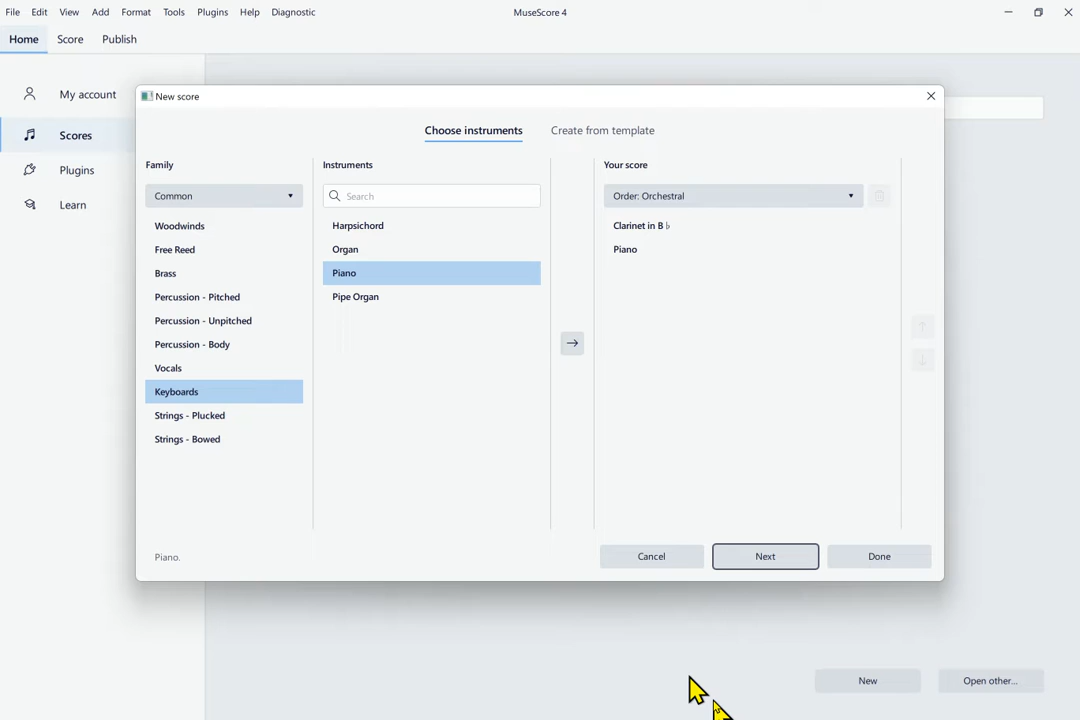 File Edit View Add Format Tools Plugins Help Diagnostic
MuseScore 4
Home Score Publish
My account
Scores
Plugins
Learn
New score
Choose instruments Create from template
Family
Common
Woodwinds
Free Reed
Brass
Percussion - Pitched
Percussion - Unpitched
Percussion - Body
Vocals
Keyboards
Strings - Plucked
Strings - Bowed
Instruments
Search
Harpsichord
Organ
Piano
Pipe Organ
Your score
Order: Orchestral
Clarinet in B♭
Piano
Piano.
Cancel Next Done
New Open other...